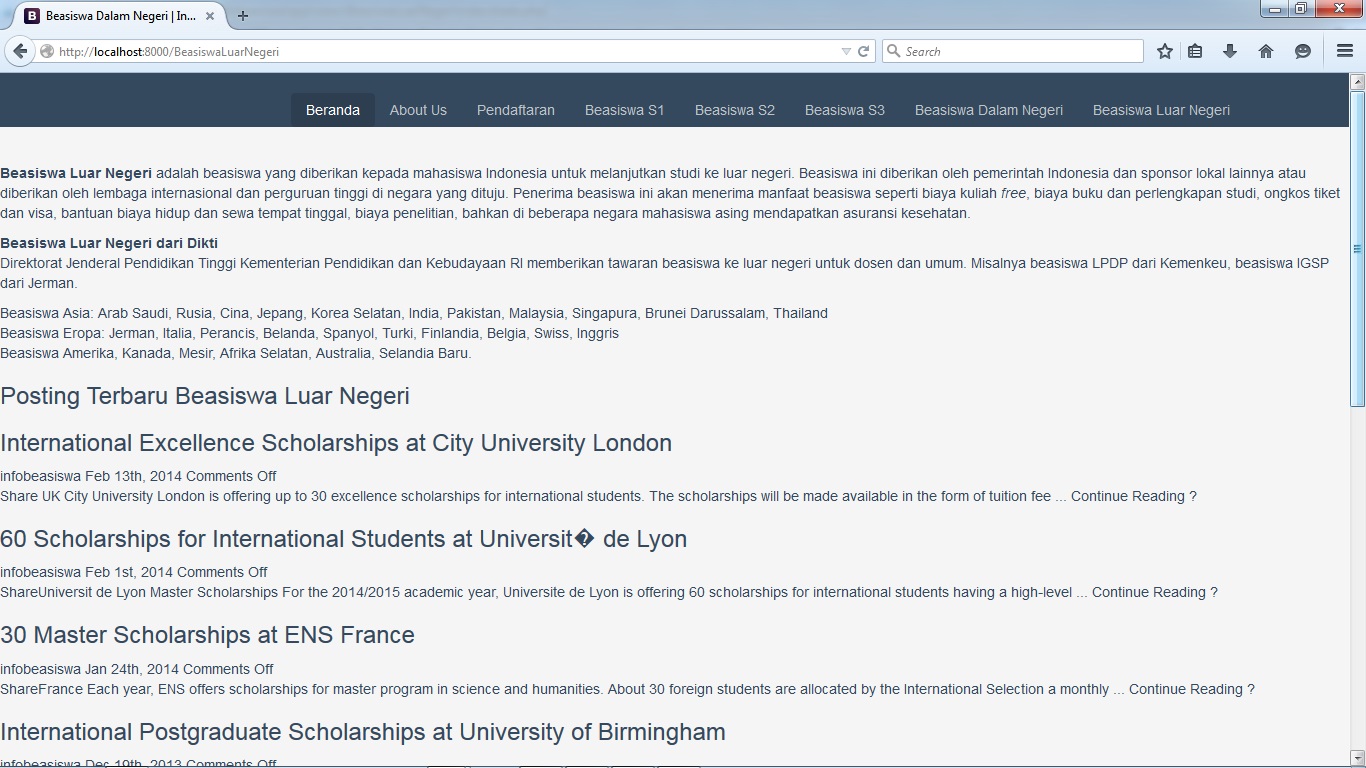 B Beasiswa Dalam Negeri | In...
http://localhost:8000/BeasiswaLuarNegeri
Search
Beranda About Us Pendaftaran Beasiswa S1 Beasiswa S2 Beasiswa S3 Beasiswa Dalam Negeri Beasiswa Luar Negeri
Beasiswa Luar Negeri adalah beasiswa yang diberikan kepada mahasiswa Indonesia untuk melanjutkan studi ke luar negeri. Beasiswa ini diberikan oleh pemerintah Indonesia dan sponsor lokal lainnya atau
diberikan oleh lembaga internasional dan perguruan tinggi di negara yang dituju. Penerima beasiswa ini akan menerima manfaat beasiswa seperti biaya kuliah free, biaya buku dan perlengkapan studi, ongkos tiket
dan visa, bantuan biaya hidup dan sewa tempat tinggal, biaya penelitian, bahkan di beberapa negara mahasiswa asing mendapatkan asuransi kesehatan.
Beasiswa Luar Negeri dari Dikti
Direktorat Jenderal Pendidikan Tinggi Kementerian Pendidikan dan Kebudayaan RI memberikan tawaran beasiswa ke luar negeri untuk dosen dan umum. Misalnya beasiswa LPDP dari Kemenkeu, beasiswa IGSP
dari Jerman.
Beasiswa Asia: Arab Saudi, Rusia, Cina, Jepang, Korea Selatan, India, Pakistan, Malaysia, Singapura, Brunei Darussalam, Thailand
Beasiswa Eropa: Jerman, Italia, Perancis, Belanda, Spanyol, Turki, Finlandia, Belgia, Swiss, Inggris
Beasiswa Amerika, Kanada, Mesir, Afrika Selatan, Australia, Selandia Baru.
Posting Terbaru Beasiswa Luar Negeri
International Excellence Scholarships at City University London
infobeasiswa Feb 13th, 2014 Comments Off
Share UK City University London is offering up to 30 excellence scholarships for international students. The scholarships will be made available in the form of tuition fee ... Continue Reading ?
60 Scholarships for International Students at Universit� de Lyon
infobeasiswa Feb 1st, 2014 Comments Off
ShareUniversit de Lyon Master Scholarships For the 2014/2015 academic year, Universite de Lyon is offering 60 scholarships for international students having a high-level ... Continue Reading ?
30 Master Scholarships at ENS France
infobeasiswa Jan 24th, 2014 Comments Off
ShareFrance Each year, ENS offers scholarships for master program in science and humanities. About 30 foreign students are allocated by the International Selection a monthly ... Continue Reading ?
International Postgraduate Scholarships at University of Birmingham
infobeasiswa Dec 19th, 2013 Comments Off